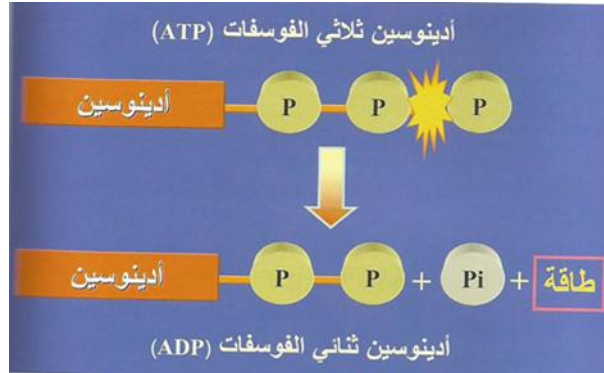 أدينوسين ثلاثي الفوسفات (ATP)
أدينوسين P P P
أدينوسين P P + Pi + طاقة
أدينوسين ثنائي الفوسفات (ADP)